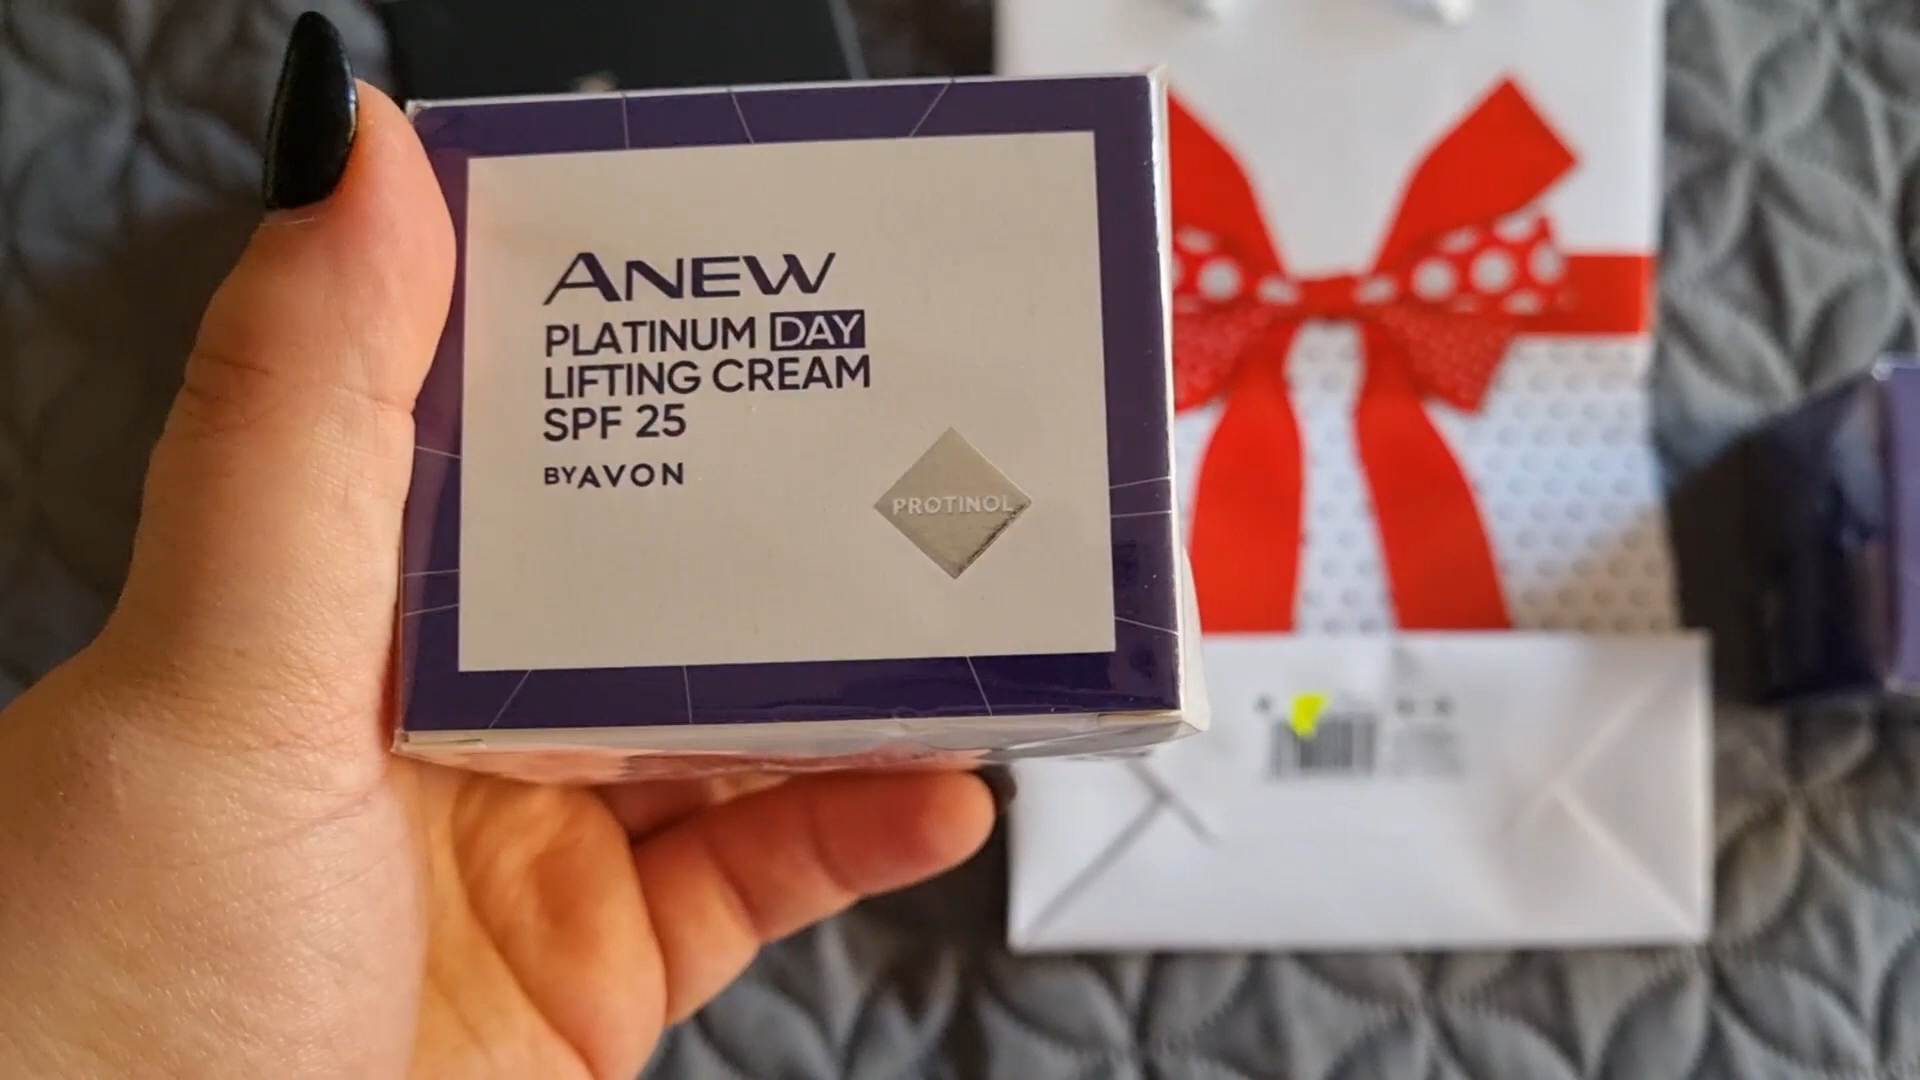 ANEW
PLATINUM DAY
LIFTING CREAM
SPF 25
BY AVON
PROTINOL